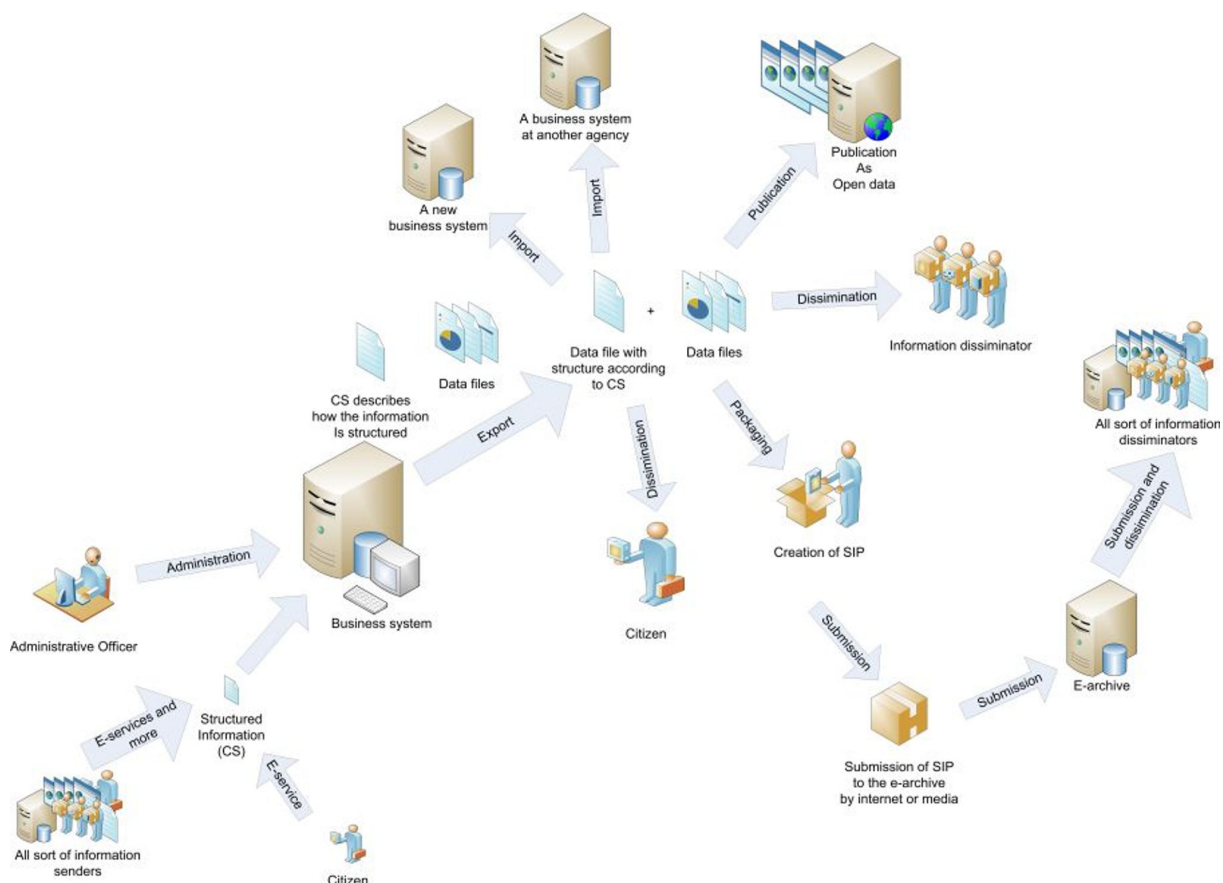 A business system
at another agency
Publication
As
Open data
A new
business system
Import
Import
Publication
Dissimination
Information dissiminator
+
Data file with
structure according
to CS
Data files
Data files
CS describes
how the information
Is structured
Export
Dissimination
Packaging
All sort of information
disseminators
Submission and
dissimination
Creation of SIP
Administration
Administrative Officer
Business system
Citizen
Submission
E-archive
Submission
E-services and
more
Structured
Information
(CS)
E-service
Submission of SIP
to the e-archive
by internet or media
All sort of information
senders
Citizen